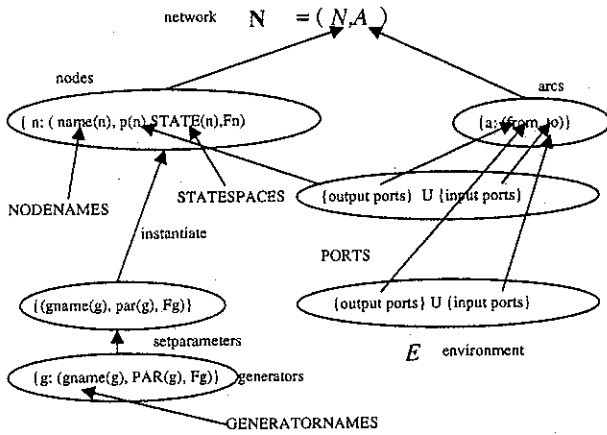 network N = ( N,A )
nodes
arcs
{ n: ( name(n), p(n) STATE(n),Fn)
{a: (from, to)}
NODENAMES
STATESPACES
{output ports} U {input ports}
instantiate
PORTS
{(gname(g), par(g), Fg)}
{output ports} U {input ports}
setparameters
E environment
{g: (gname(g), PAR(g), Fg)} generators
GENERATORNAMES